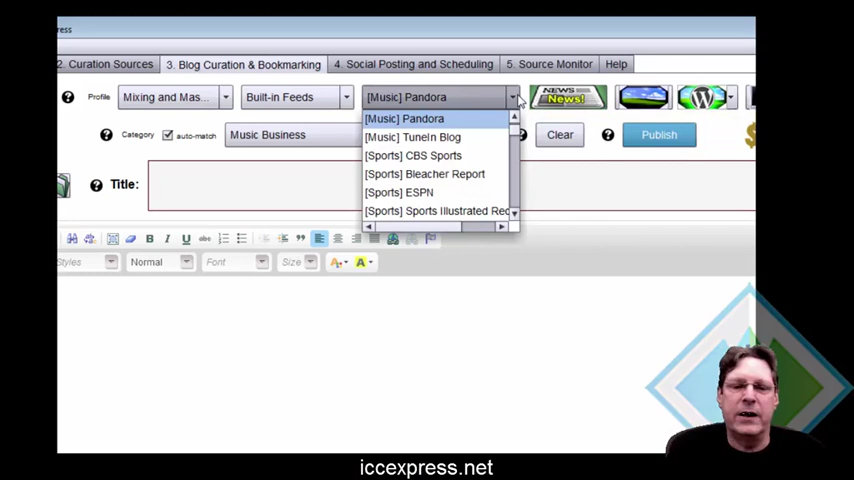 ress
2. Curation Sources 3. Blog Curation & Bookmarking 4. Social Posting and Scheduling 5. Source Monitor Help
? Profile Mixing and Mas... Built-in Feeds [Music] Pandora NEWS News!
? Category auto-match Music Business ? Clear ? Publish $
[Music] Pandora
[Music] TuneIn Blog
[Sports] CBS Sports
[Sports] Bleacher Report
[Sports] ESPN
[Sports] Sports Illustrated Rec
? Title:
B I U abc
Styles Normal Font Size A A
iccexpress.net